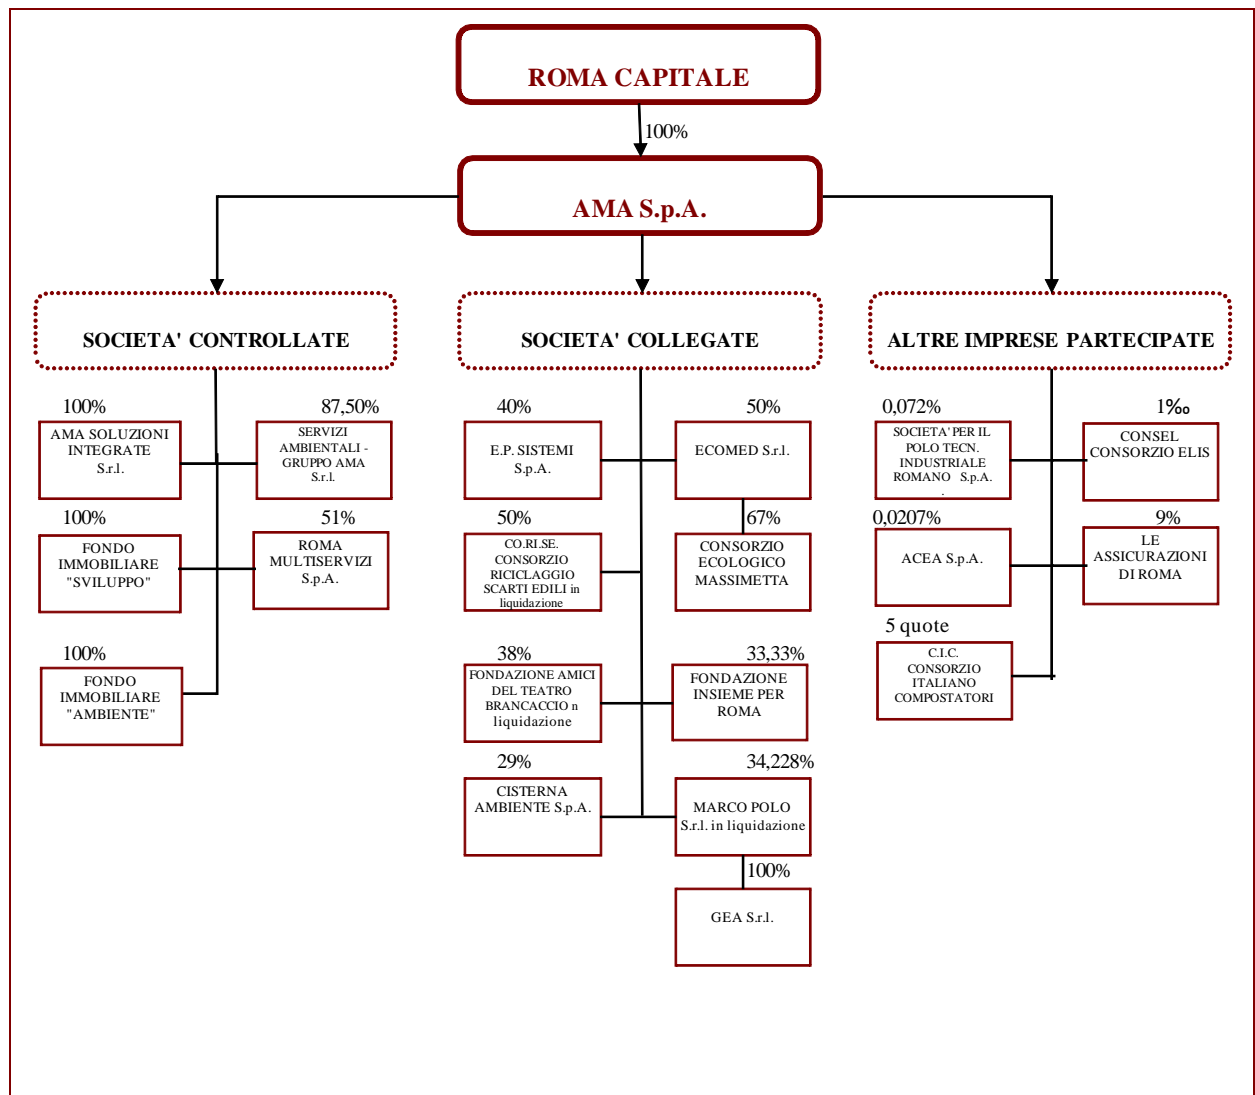 ROMA CAPITALE
100%
AMA S.p.A.
SOCIETA' CONTROLLATE
100%
AMA SOLUZIONI
INTEGRATE
S.r.l.
87,50%
SERVIZI
AMBIENTALI -
GRUPPO AMA
S.r.l.
100%
FONDO
IMMOBILIARE
"SVILUPPO"
51%
ROMA
MULTISERVIZI
S.p.A.
100%
FONDO
IMMOBILIARE
"AMBIENTE"
SOCIETA' COLLEGATE
40%
E.P. SISTEMI
S.p.A.
50%
ECOMED S.r.l.
50%
CO.RI.SE.
CONSORZIO
RICICLAGGIO
SCARTI EDILI in
liquidazione
67%
CONSORZIO
ECOLOGICO
MASSIMETTA
38%
FONDAZIONE AMICI
DEL TEATRO
BRANCACCIO n
liquidazione
33,33%
FONDAZIONE
INSIEME PER
ROMA
29%
CISTERNA
AMBIENTE S.p.A.
34,228%
MARCO POLO
S.r.l. in liquidazione
100%
GEA S.r.l.
ALTRE IMPRESE PARTECIPATE
0,072%
SOCIETA' PER IL
POLO TECN.
INDUSTRIALE
ROMANO S.p.A.
.
1‰
CONSEL
CONSORZIO ELIS
0,0207%
ACEA S.p.A.
9%
LE
ASSICURAZIONI
DI ROMA
5 quote
C.I.C.
CONSORZIO
ITALIANO
COMPOSTATORI